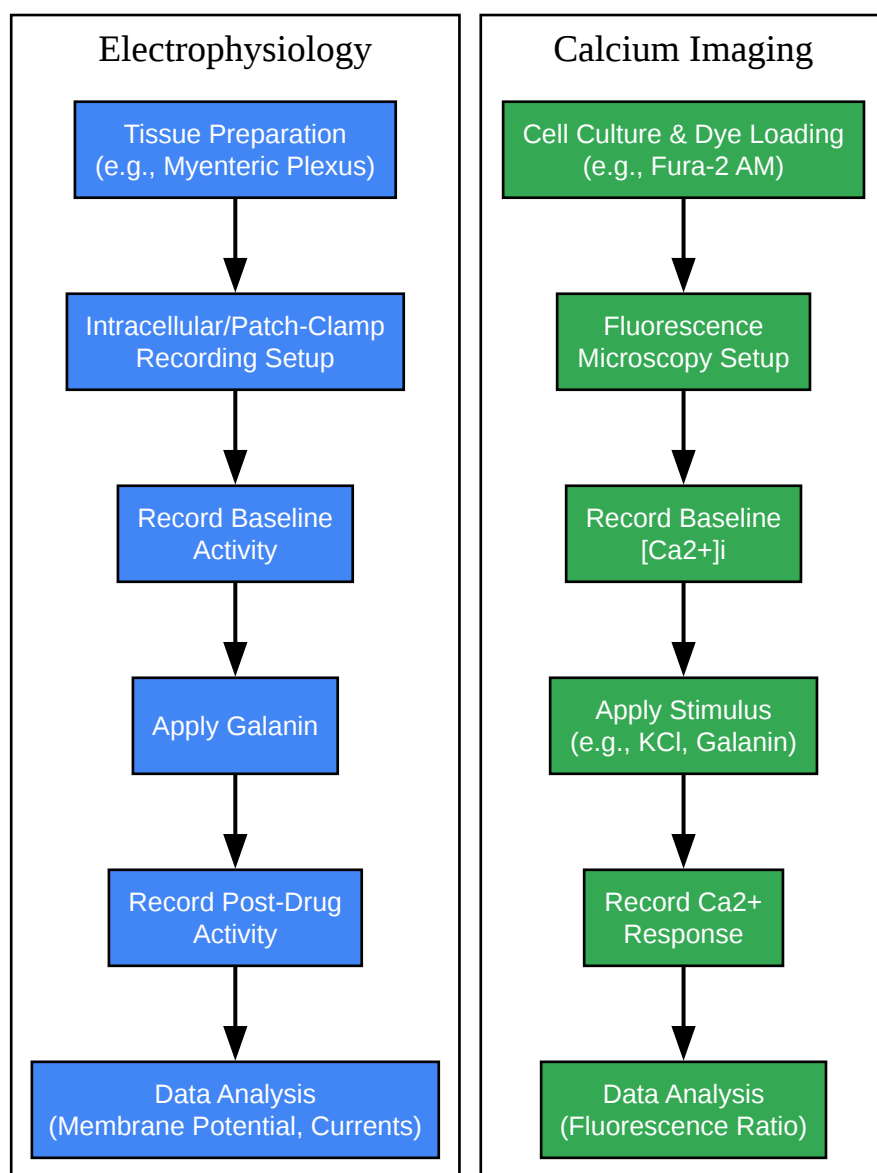 Electrophysiology
Tissue Preparation
(e.g., Myenteric Plexus)
Intracellular/Patch-Clamp
Recording Setup
Record Baseline
Activity
Apply Galanin
Record Post-Drug
Activity
Data Analysis
(Membrane Potential, Currents)
Calcium Imaging
Cell Culture & Dye Loading
(e.g., Fura-2 AM)
Fluorescence
Microscopy Setup
Record Baseline
[Ca2+]i
Apply Stimulus
(e.g., KCl, Galanin)
Record Ca2+
Response
Data Analysis
(Fluorescence Ratio)